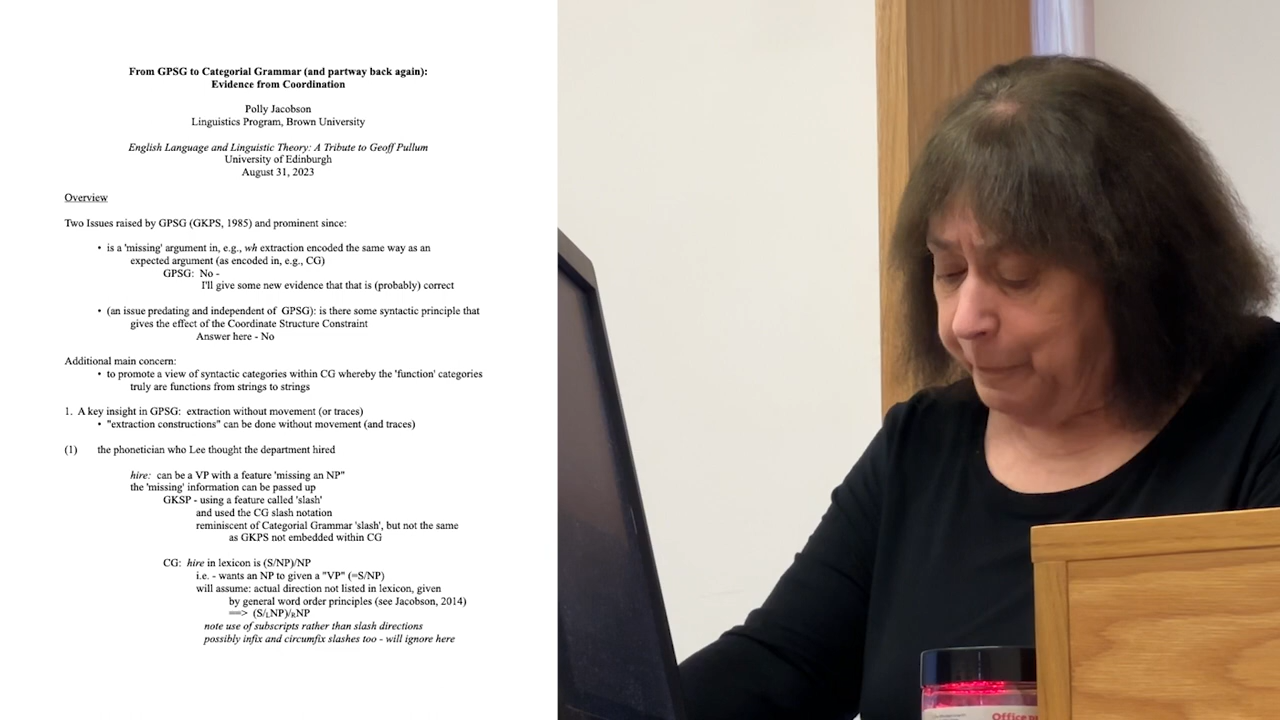 From GPSG to Categorial Grammar (and partway back again):
Evidence from Coordination
Polly Jacobson
Linguistics Program, Brown University
English Language and Linguistic Theory: A Tribute to Geoff Pullum
University of Edinburgh
August 31, 2023
Overview
Two Issues raised by GPSG (GKPS, 1985) and prominent since:
• is a 'missing' argument in, e.g., wh extraction encoded the same way as an
expected argument (as encoded in, e.g., CG)
GPSG: No -
I'll give some new evidence that that is (probably) correct
• (an issue predating and independent of GPSG): is there some syntactic principle that
gives the effect of the Coordinate Structure Constraint
Answer here - No
Additional main concern:
• to promote a view of syntactic categories within CG whereby the 'function' categories
truly are functions from strings to strings
1. A key insight in GPSG: extraction without movement (or traces)
• "extraction constructions" can be done without movement (and traces)
(1) the phonetician who Lee thought the department hired
hire: can be a VP with a feature 'missing an NP"
the 'missing' information can be passed up
GKSP - using a feature called 'slash'
and used the CG slash notation
reminiscent of Categorial Grammar 'slash', but not the same
as GKPS not embedded within CG
CG: hire in lexicon is (S/NP)/NP
i.e. - wants an NP to given a "VP" (=S/NP)
will assume: actual direction not listed in lexicon, given
by general word order principles (see Jacobson, 2014)
==> (S/LNP)/RNP
note use of subscripts rather than slash directions
possibly infix and circumfix slashes too - will ignore here
Office